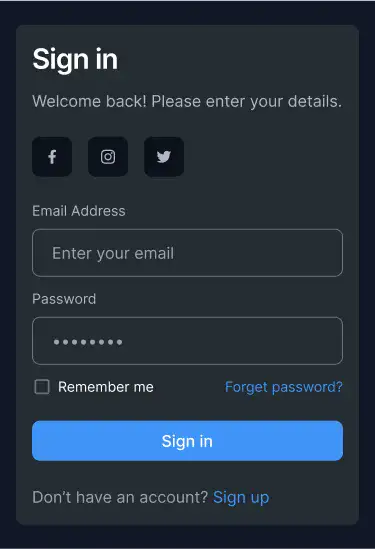 Sign in
Welcome back! Please enter your details.
Email Address
Enter your email
Password
••••••••
Remember me
Forget password?
Sign in
Don't have an account? Sign up